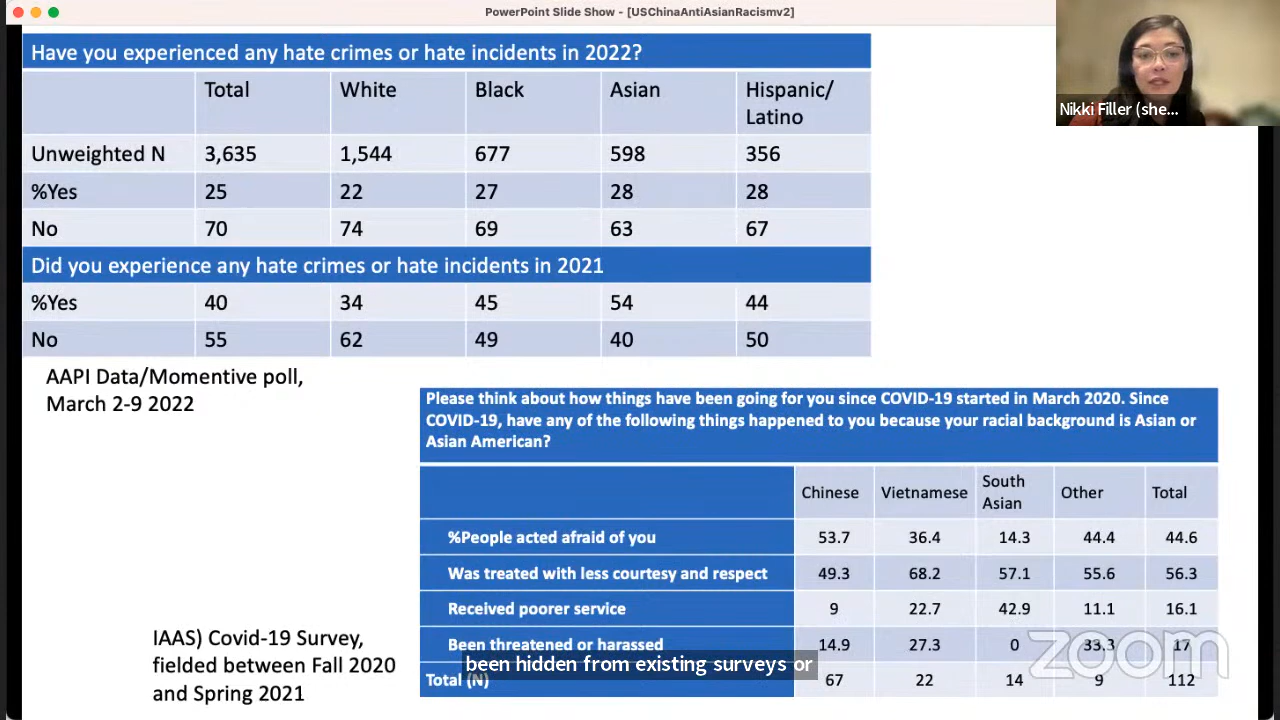 PowerPoint Slide Show - [USChinaAntiAsianRacismv2]
Have you experienced any hate crimes or hate incidents in 2022?
Total White Black Asian Hispanic/
Latino
Unweighted N 3,635 1,544 677 598 356
%Yes 25 22 27 28 28
No 70 74 69 63 67
Did you experience any hate crimes or hate incidents in 2021
%Yes 40 34 45 54 44
No 55 62 49 40 50
AAPI Data/Momentive poll,
March 2-9 2022
Please think about how things have been going for you since COVID-19 started in March 2020. Since
COVID-19, have any of the following things happened to you because your racial background is Asian or
Asian American?
Chinese Vietnamese South
Asian Other Total
%People acted afraid of you 53.7 36.4 14.3 44.4 44.6
Was treated with less courtesy and respect 49.3 68.2 57.1 55.6 56.3
Received poorer service 9 22.7 42.9 11.1 16.1
Been threatened or harassed 14.9 27.3 0 33.3 17
Total (N) 67 22 14 9 112
IAAS) Covid-19 Survey,
fielded between Fall 2020
and Spring 2021
been hidden from existing surveys or
Nikki Filler (she...
zoom